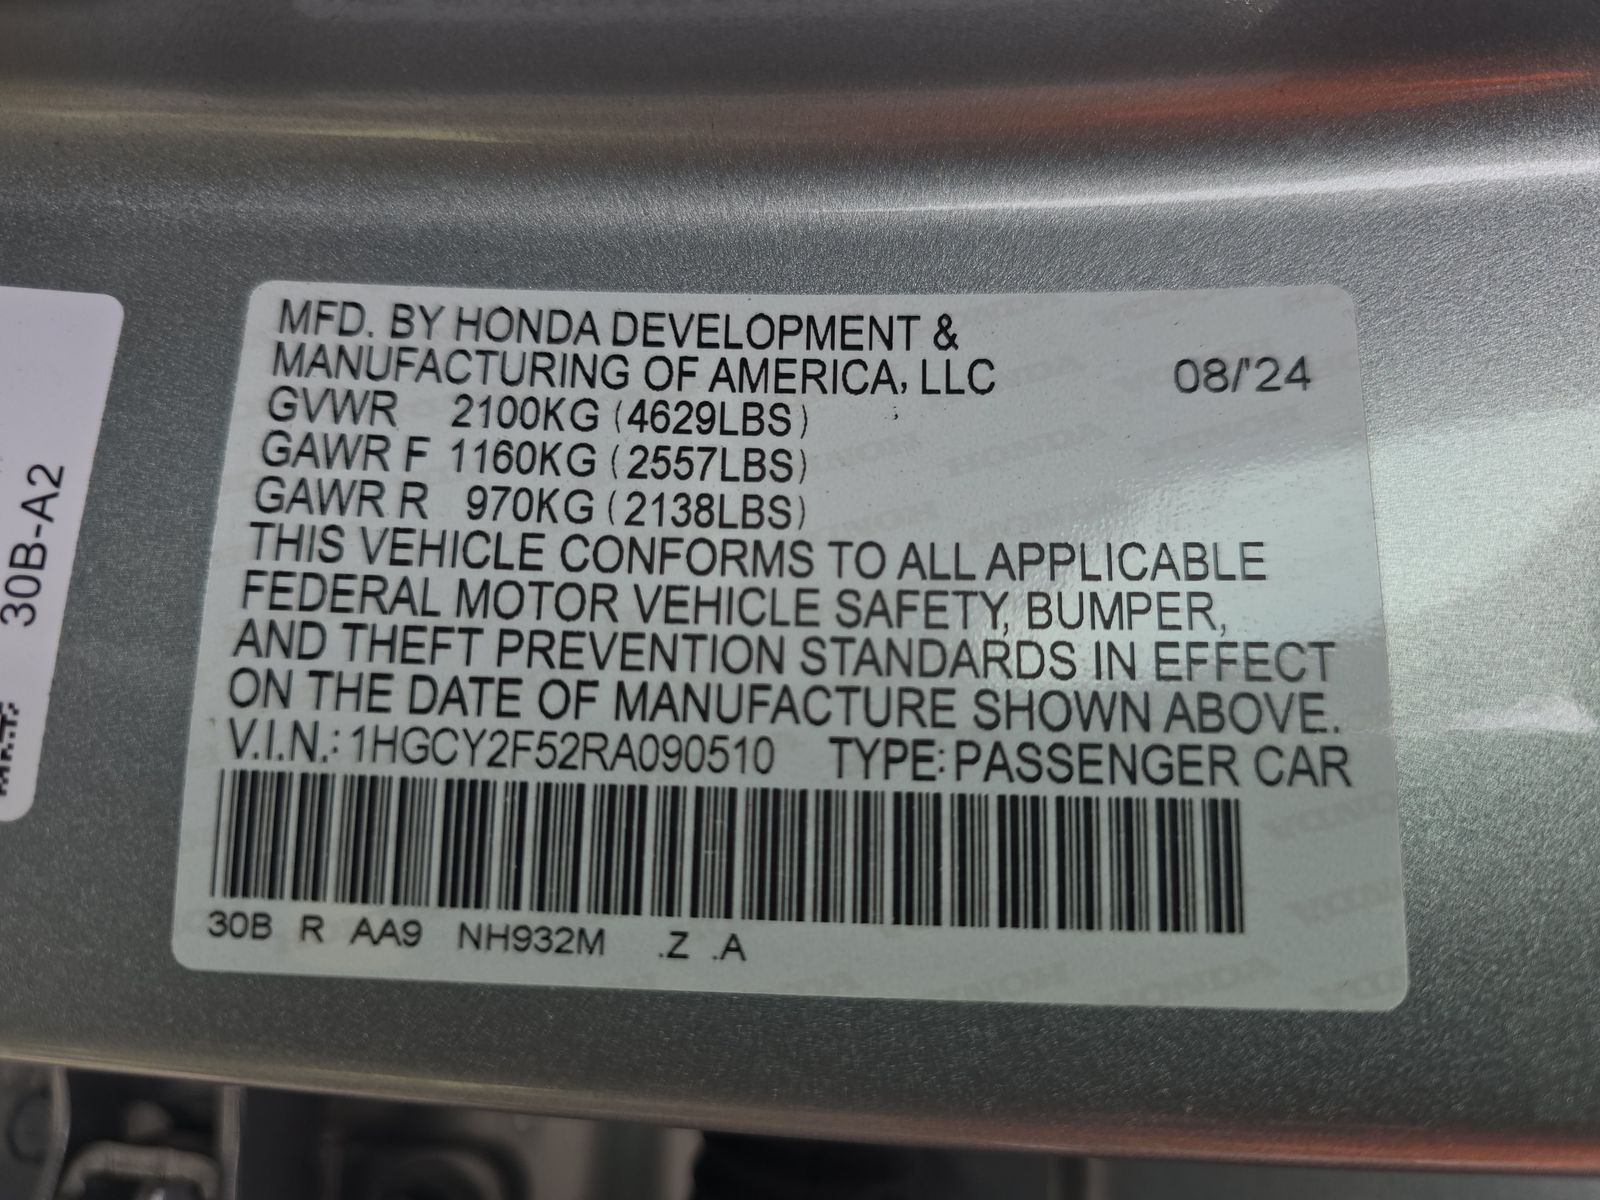 MFD. BY HONDA DEVELOPMENT &
MANUFACTURING OF AMERICA, LLC 08/'24
GVWR 2100KG (4629LBS)
GAWR F 1160KG (2557LBS)
GAWR R 970KG (2138LBS)
THIS VEHICLE CONFORMS TO ALL APPLICABLE
FEDERAL MOTOR VEHICLE SAFETY, BUMPER,
AND THEFT PREVENTION STANDARDS IN EFFECT
ON THE DATE OF MANUFACTURE SHOWN ABOVE.
V.I.N.: 1HGCY2F52RA090510 TYPE: PASSENGER CAR
30B R AA9 NH932M .Z .A
30B-A2